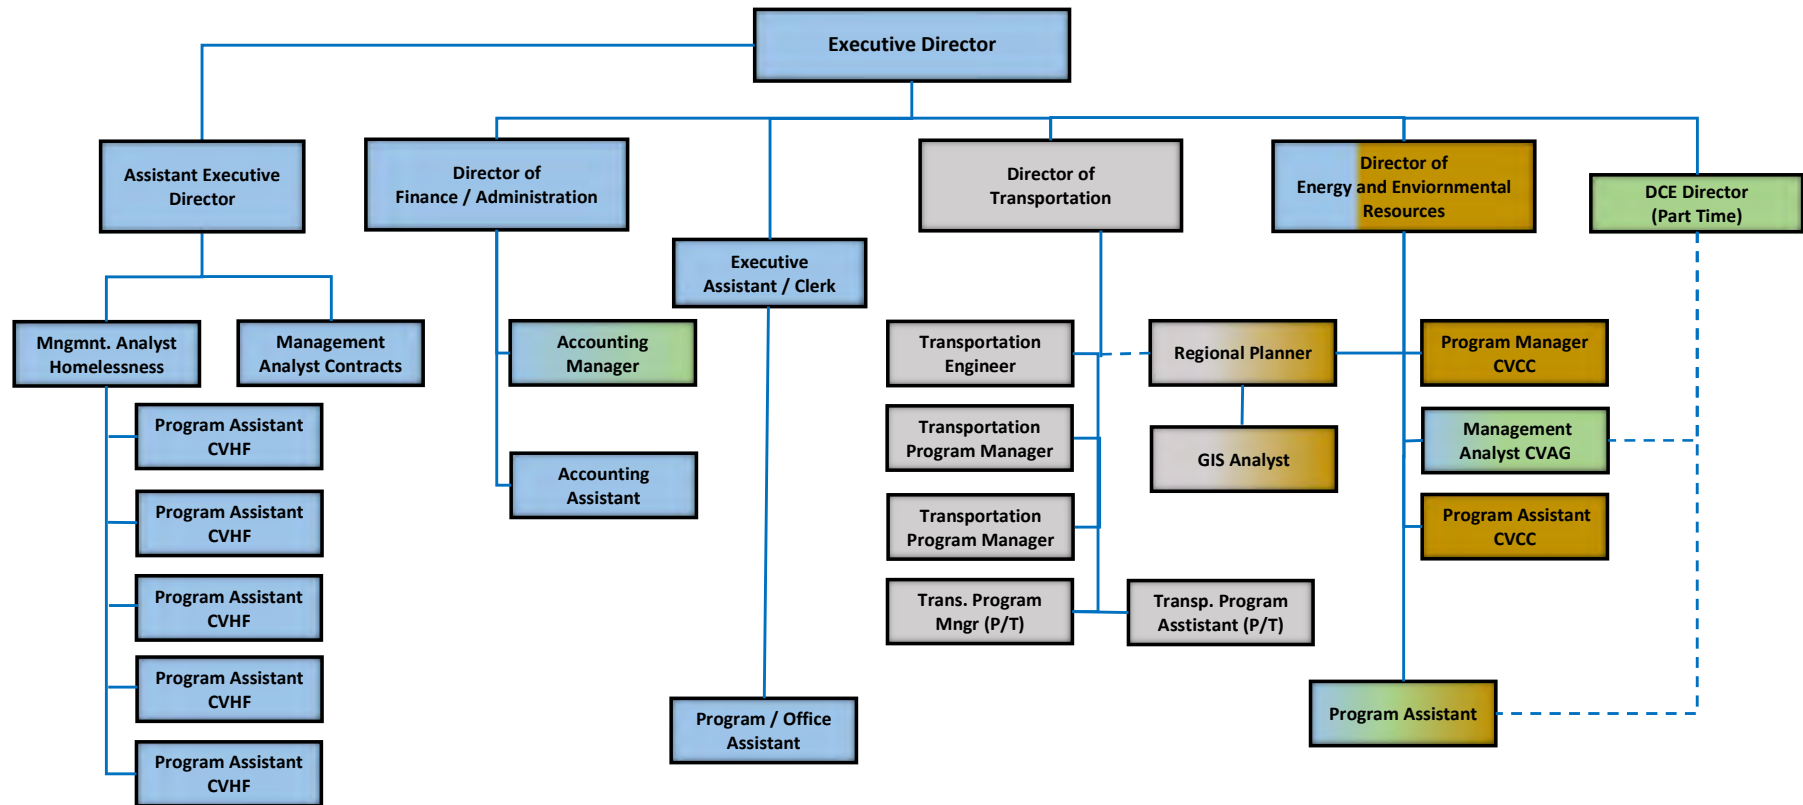 Executive Director
Assistant Executive
Director
Director of
Finance / Administration
Director of
Transportation
Director of
Energy and Enviornmental
Resources
DCE Director
(Part Time)
Executive
Assistant / Clerk
Mngmnt. Analyst
Homelessness
Management
Analyst Contracts
Accounting
Manager
Transportation
Engineer
Regional Planner
Program Manager
CVCC
Program Assistant
CVHF
Transportation
Program Manager
GIS Analyst
Management
Analyst CVAG
Accounting
Assistant
Program Assistant
CVHF
Transportation
Program Manager
Program Assistant
CVCC
Program Assistant
CVHF
Trans. Program
Mngr (P/T)
Transp. Program
Asstistant (P/T)
Program Assistant
CVHF
Program / Office
Assistant
Program Assistant
Program Assistant
CVHF